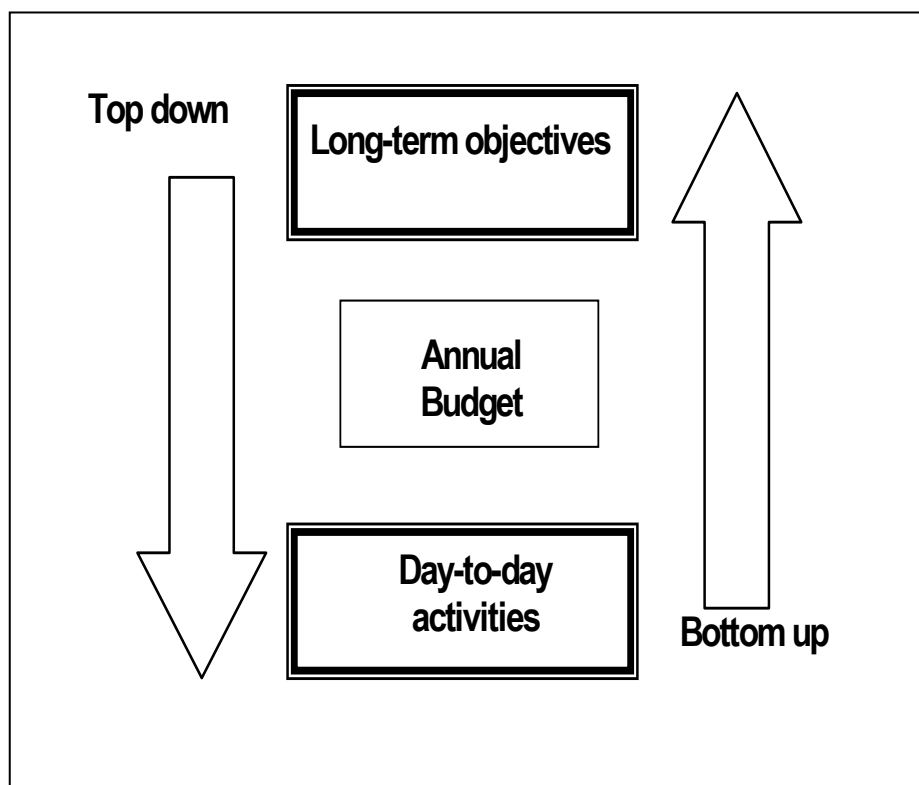 Top down
Long-term objectives
Annual
Budget
Day-to-day
activities
Bottom up